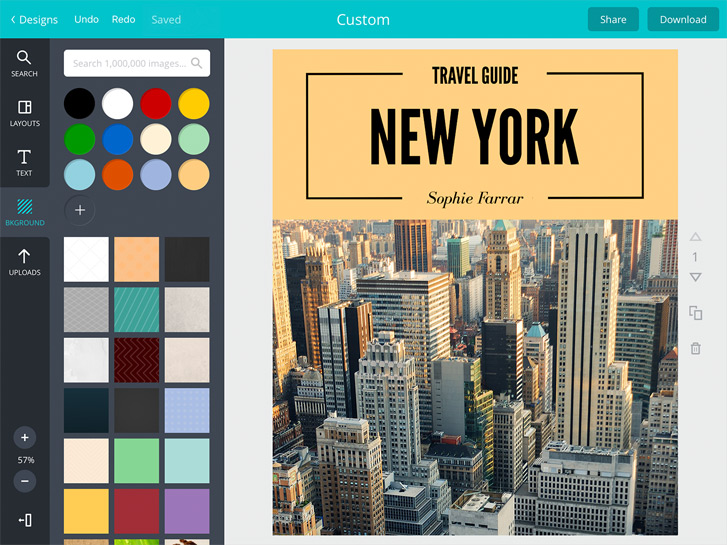 Designs Undo Redo Saved Custom Share Download
SEARCH
LAYOUTS
TEXT
BKGROUND
UPLOADS
57%
Search 1,000,000 images...
TRAVEL GUIDE
NEW YORK
Sophie Farrar
1